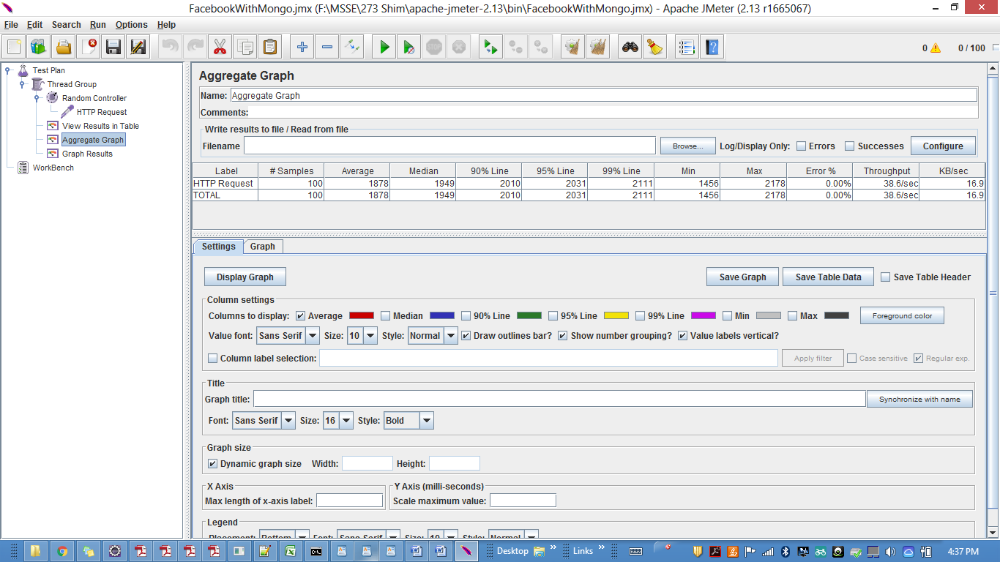 FacebookWithMongo.jmx (F:\MSSE\273 Shim\apache-jmeter-2.13\bin\FacebookWithMongo.jmx) - Apache JMeter (2.13 r1665067)
File Edit Search Run Options Help
0 0 / 100
Test Plan
Thread Group
Random Controller
HTTP Request
View Results in Table
Aggregate Graph
Graph Results
WorkBench
Aggregate Graph
Name: Aggregate Graph
Comments:
Write results to file / Read from file
Filename Browse... Log/Display Only: Errors Successes Configure
Label # Samples Average Median 90% Line 95% Line 99% Line Min Max Error % Throughput KB/sec
HTTP Request 100 1878 1949 2010 2031 2111 1456 2178 0.00% 38.6/sec 16.9
TOTAL 100 1878 1949 2010 2031 2111 1456 2178 0.00% 38.6/sec 16.9
Settings Graph
Display Graph Save Graph Save Table Data Save Table Header
Column settings
Columns to display: Average Median 90% Line 95% Line 99% Line Min Max Foreground color
Value font: Sans Serif Size: 10 Style: Normal Draw outlines bar? Show number grouping? Value labels vertical?
Column label selection: Apply filter Case sensitive Regular exp.
Title
Graph title: Synchronize with name
Font: Sans Serif Size: 16 Style: Bold
Graph size
Dynamic graph size Width: Height:
X Axis Y Axis (milli-seconds)
Max length of x-axis label: Scale maximum value:
Legend
Placement: Bottom Font: Sans Serif Size: 10 Style: Normal
Desktop » Links » 4:37 PM